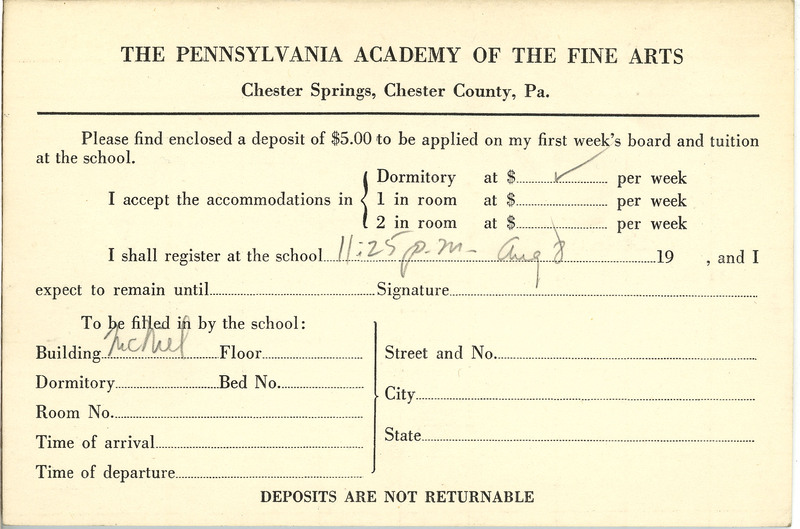 THE PENNSYLVANIA ACADEMY OF THE FINE ARTS
Chester Springs, Chester County, Pa.
Please find enclosed a deposit of $5.00 to be applied on my first week's board and tuition
at the school.
I accept the accommodations in
Dormitory at $ ✓ per week
1 in room at $ per week
2 in room at $ per week
I shall register at the school 11:25 p.m. Aug 8 19 , and I
expect to remain until Signature
To be filled in by the school:
Building McNiel Floor
Dormitory Bed No.
Room No.
Time of arrival
Time of departure
Street and No.
City
State
DEPOSITS ARE NOT RETURNABLE